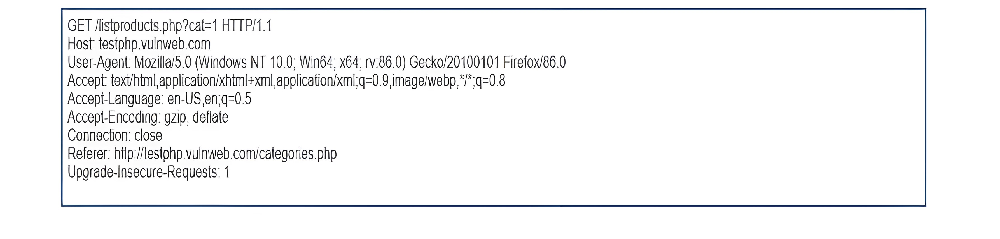 GET /listproducts.php?cat=1 HTTP/1.1
Host: testphp.vulnweb.com
User-Agent: Mozilla/5.0 (Windows NT 10.0; Win64; x64; rv:86.0) Gecko/20100101 Firefox/86.0
Accept: text/html,application/xhtml+xml,application/xml;q=0.9,image/webp,*/*;q=0.8
Accept-Language: en-US,en;q=0.5
Accept-Encoding: gzip, deflate
Connection: close
Referer: http://testphp.vulnweb.com/categories.php
Upgrade-Insecure-Requests: 1